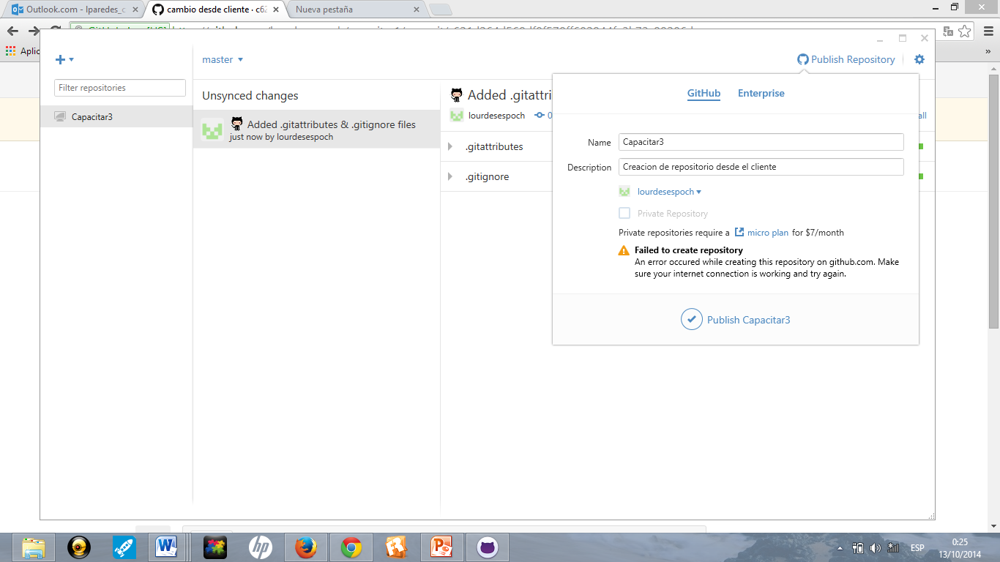 Outlook.com - lparedes_c
cambio desde cliente · c62
Nueva pestaña
Aplic
»
master
Publish Repository
Filter repositories
Capacitar3
Unsynced changes
Added .gitattributes & .gitignore files
just now by lourdesespoch
Added .gitattri
lourdesespoch
0
all
.gitattributes
.gitignore
GitHub
Enterprise
Name
Capacitar3
Description
Creacion de repositorio desde el cliente
lourdesespoch
Private Repository
Private repositories require a micro plan for $7/month
Failed to create repository
An error occured while creating this repository on github.com. Make
sure your internet connection is working and try again.
Publish Capacitar3
hp
ESP
0:25
13/10/2014